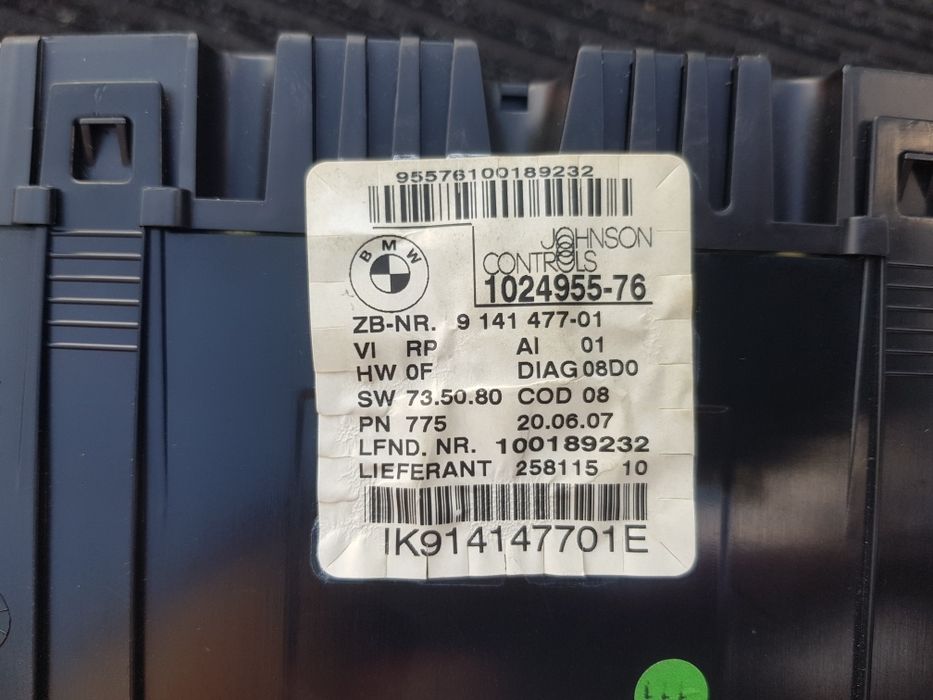 95576100189232
BMW
JOHNSON
CONTROLS
1024955-76
ZB-NR. 9 141 477-01
VI RP AI 01
HW 0F DIAG 08D0
SW 73.50.80 COD 08
PN 775 20.06.07
LFND. NR. 100189232
LIEFERANT 258115 10
IK914147701E